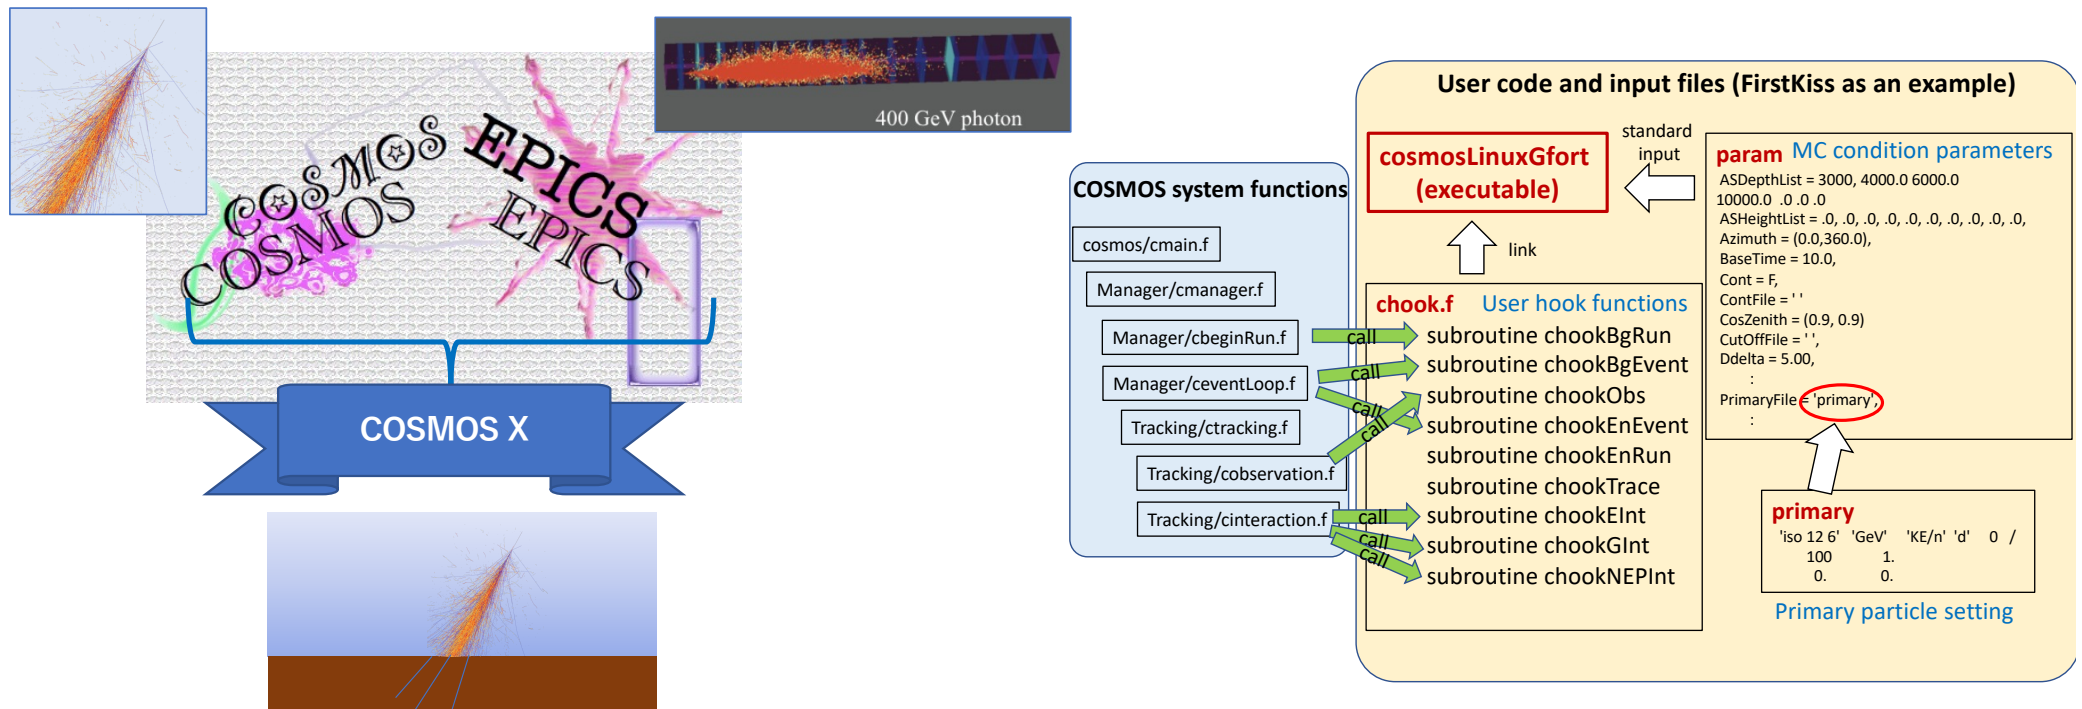 COSMOS
COSMOS
EPICS
EPICS
400 GeV photon
COSMOS X
COSMOS system functions
cosmos/cmain.f
Manager/cmanager.f
Manager/cbeginRun.f
Manager/ceventLoop.f
Tracking/ctracking.f
Tracking/cobservation.f
Tracking/cinteraction.f
call
call
call
call
call
call
call
User code and input files (FirstKiss as an example)
cosmosLinuxGfort
(executable)
standard
input
link
chook.f User hook functions
subroutine chookBgRun
subroutine chookBgEvent
subroutine chookObs
subroutine chookEnEvent
subroutine chookEnRun
subroutine chookTrace
subroutine chookEInt
subroutine chookGInt
subroutine chookNEPInt
param MC condition parameters
ASDepthList = 3000, 4000.0 6000.0
10000.0 .0 .0 .0
ASHeightList = .0, .0, .0, .0, .0, .0, .0, .0, .0, .0,
Azimuth = (0.0,360.0),
BaseTime = 10.0,
Cont = F,
ContFile = ' '
CosZenith = (0.9, 0.9)
CutOffFile = ' ',
Ddelta = 5.00,
:
PrimaryFile = 'primary',
:
primary
'iso 12 6' 'GeV' 'KE/n' 'd' 0 /
100 1.
0. 0.
Primary particle setting